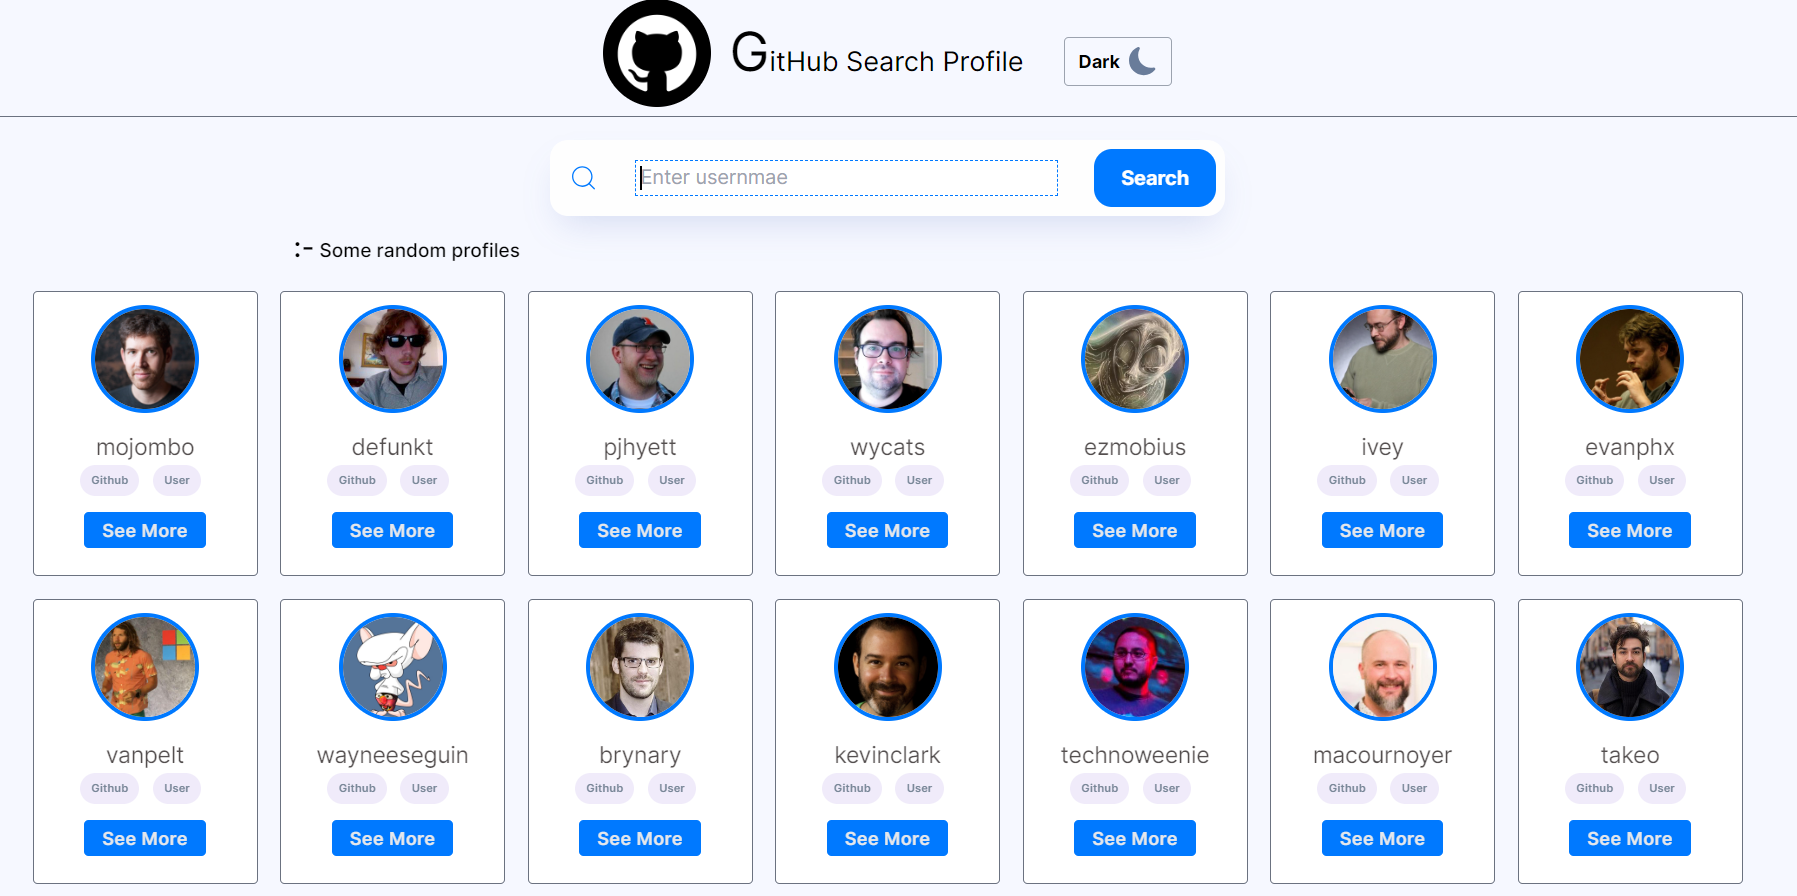 GitHub Search Profile
Dark
Enter usernmae
Search
:- Some random profiles
mojombo defunkt pjhyett wycats ezmobius ivey evanphx
Github User Github User Github User Github User Github User Github User Github User
See More See More See More See More See More See More See More
vanpelt wayneeseguin brynary kevinclark technoweenie macournoyer takeo
Github User Github User Github User Github User Github User Github User Github User
See More See More See More See More See More See More See More